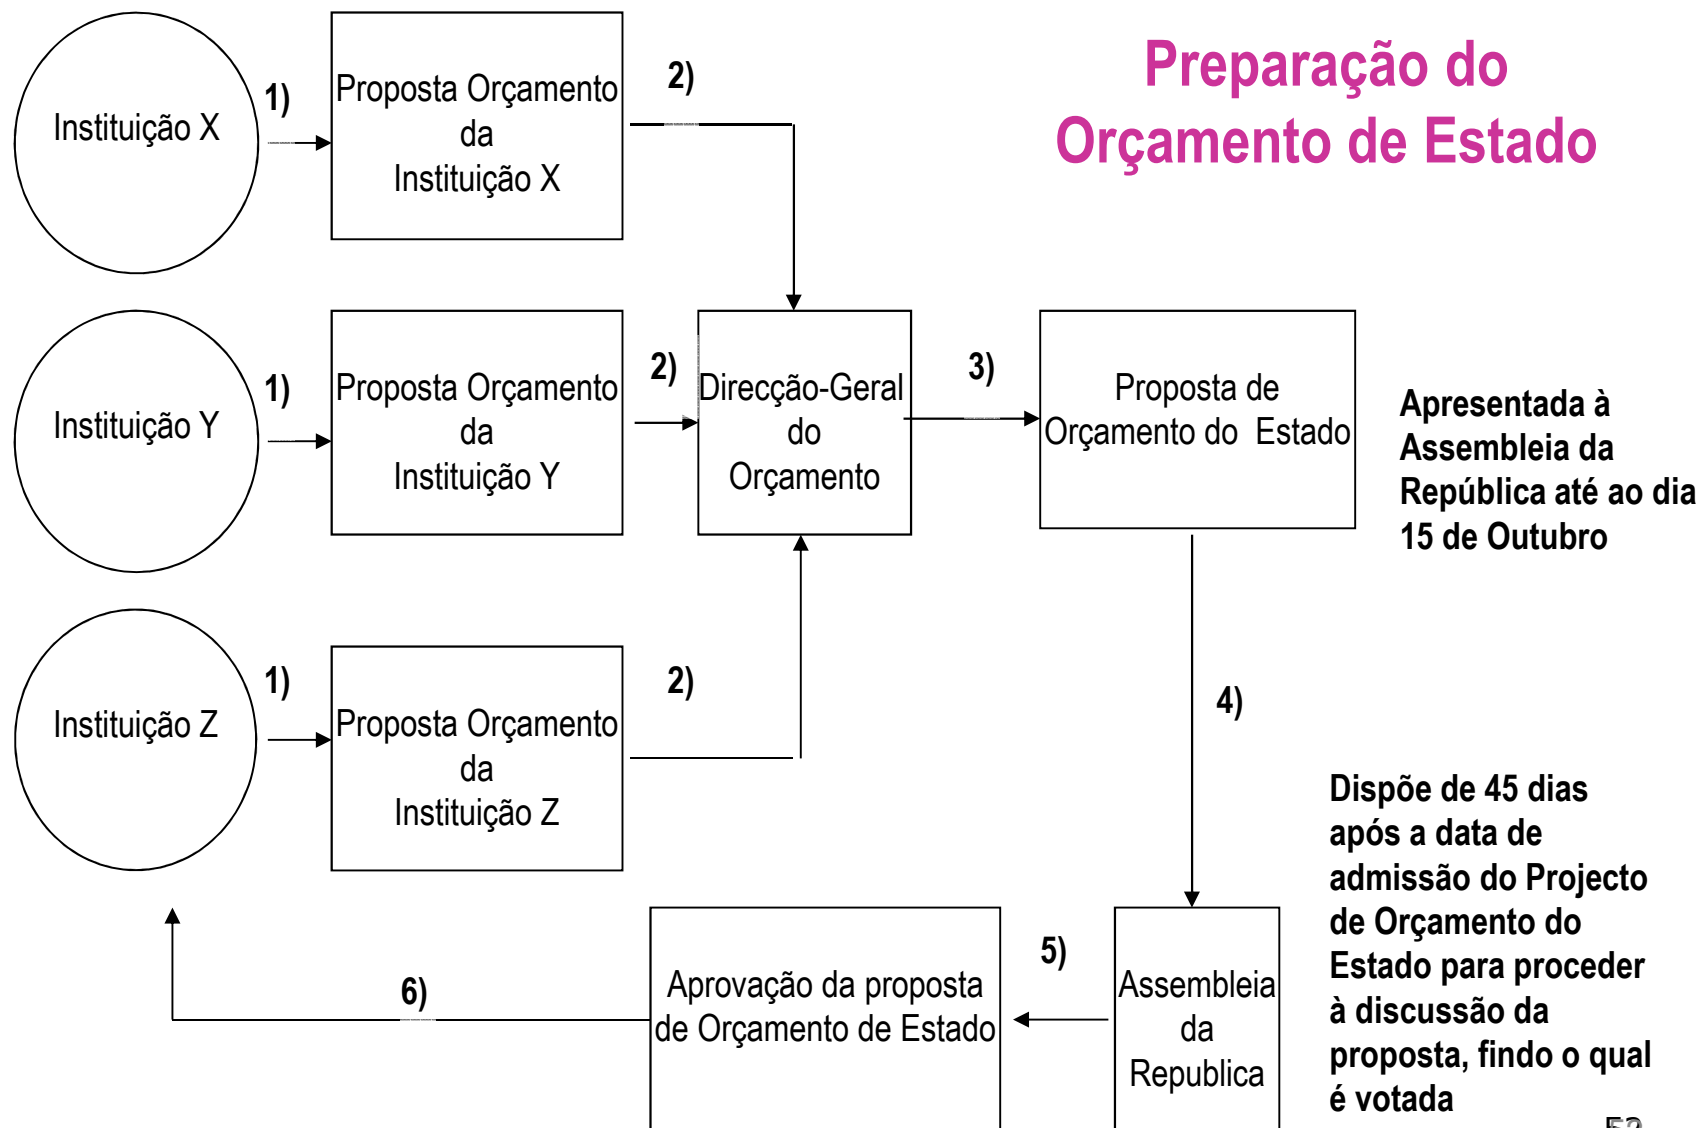 Preparação do
Orçamento de Estado
Instituição X
1)
Proposta Orçamento
da
Instituição X
2)
Instituição Y
1)
Proposta Orçamento
da
Instituição Y
2)
Direcção-Geral
do
Orçamento
3)
Proposta de
Orçamento do Estado
Apresentada à
Assembleia da
República até ao dia
15 de Outubro
Instituição Z
1)
Proposta Orçamento
da
Instituição Z
2)
4)
Dispõe de 45 dias
após a data de
admissão do Projecto
de Orçamento do
Estado para proceder
à discussão da
proposta, findo o qual
é votada
Assembleia
da
Republica
5)
Aprovação da proposta
de Orçamento de Estado
6)